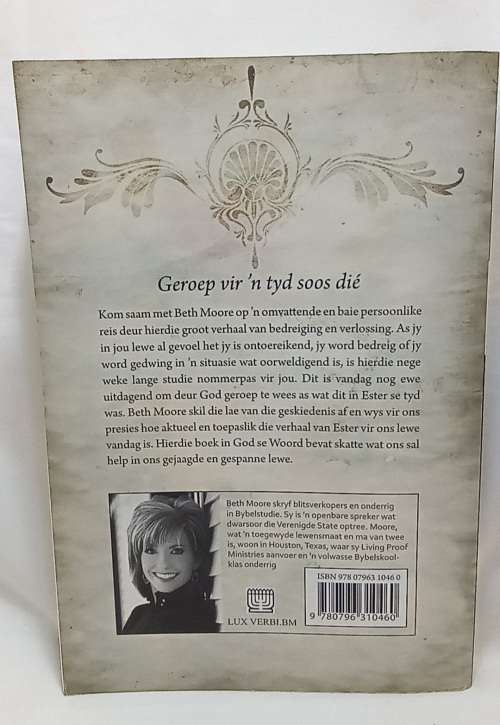 Geroep vir 'n tyd soos dié
Kom saam met Beth Moore op 'n omvattende en baie persoonlike
reis deur hierdie groot verhaal van bedreiging en verlossing. As jy
in jou lewe al gevoel het jy is ontoereikend, jy word bedreig of jy
word gedwing in 'n situasie wat oorweldigend is, is hierdie nege
weke lange studie nommerpas vir jou. Dit is vandag nog ewe
uitdagend om deur God geroep te wees as wat dit in Ester se tyd
was. Beth Moore skil die lae van die geskiedenis af en wys vir ons
presies hoe aktueel en toepaslik die verhaal van Ester vir ons lewe
vandag is. Hierdie boek in God se Woord bevat skatte wat ons sal
help in ons gejaagde en gespanne lewe.
Beth Moore skryf blitsverkopers en onderrig
in Bybelstudie. Sy is 'n openbare spreker wat
dwarsoor die Verenigde State optree. Moore,
wat 'n toegewyde lewensmaat en ma van twee
is, woon in Houston, Texas, waar sy Living Proof
Ministries aanvoer en 'n volwasse Bybelskool-
klas onderrig
LUX VERBI.BM
ISBN 978 07963 1046 0
9 780796 310460